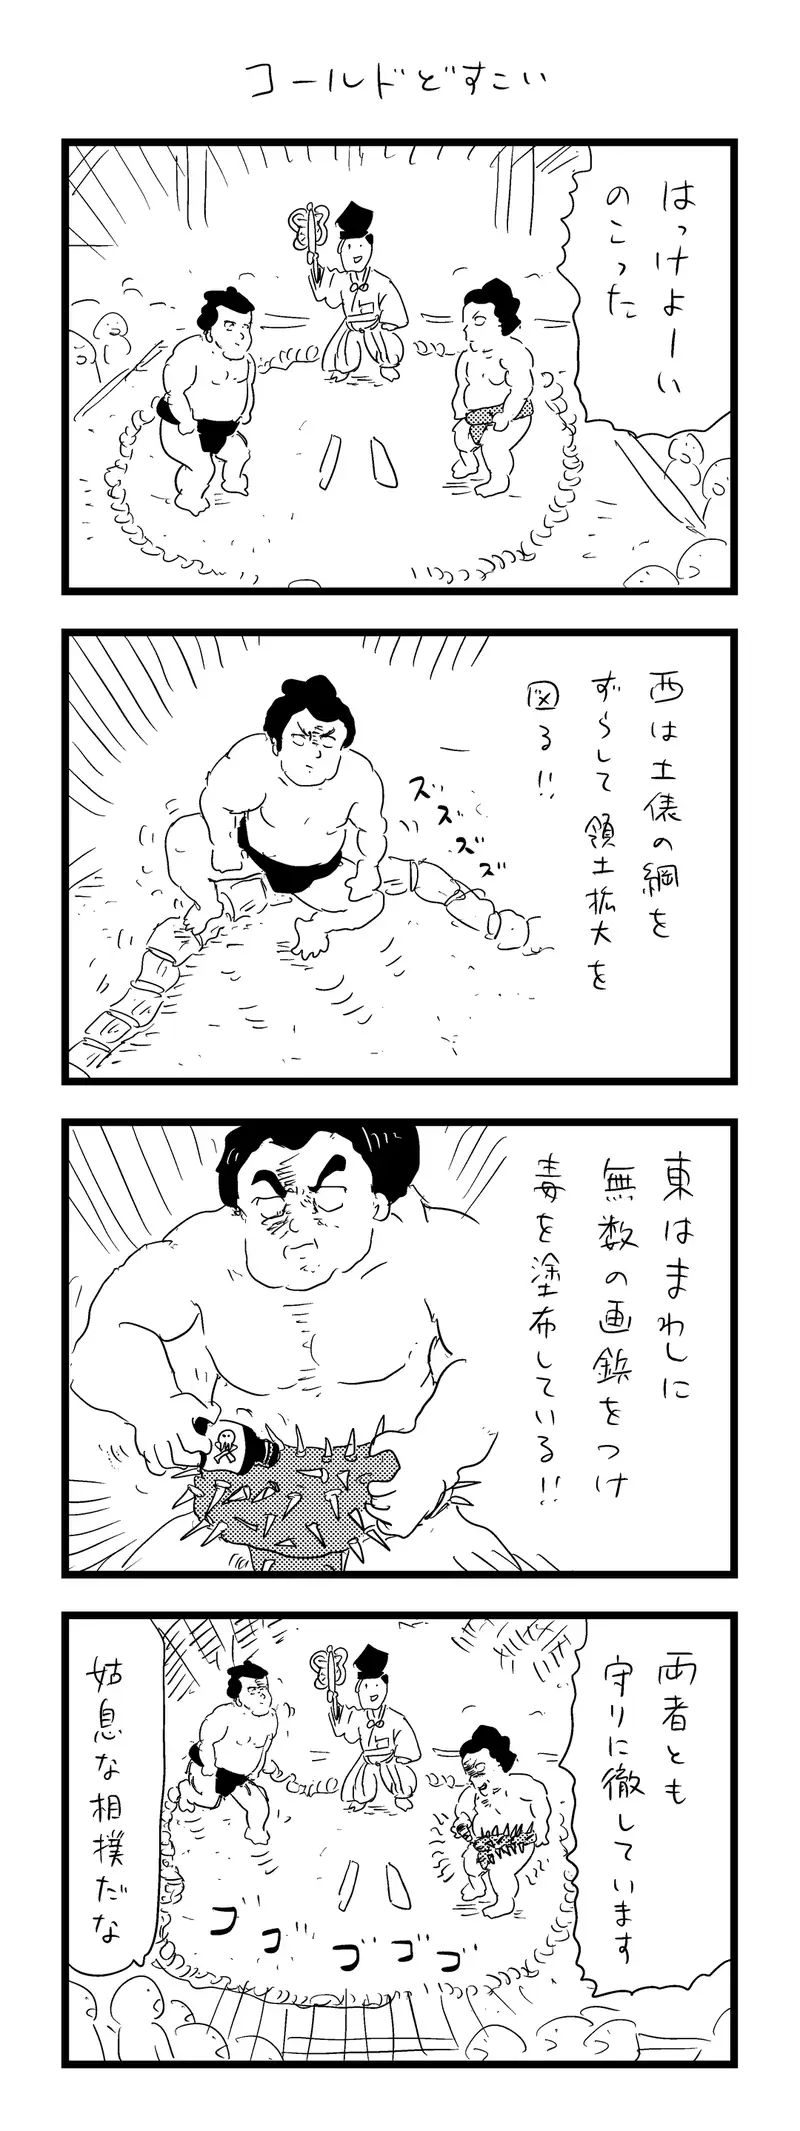 コールドどすこい
はっけよーい
のこった
西は土俵の綱を
ずらして領土拡大を
図る!!
ズズズズ
東はまわしに
無数の画鋲をつけ
毒を塗布している!!
両者とも
守りに徹しています
ゴゴゴゴゴ
姑息な相撲だな